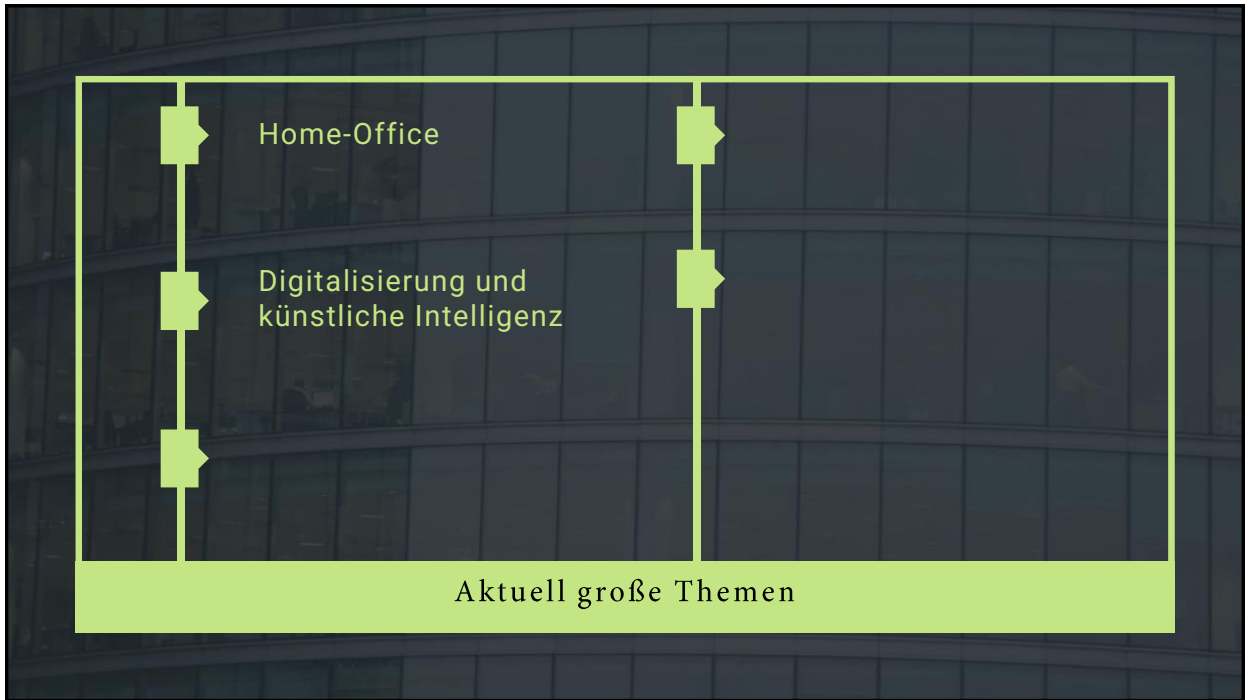 Home-Office
Digitalisierung und
künstliche Intelligenz
Aktuell große Themen